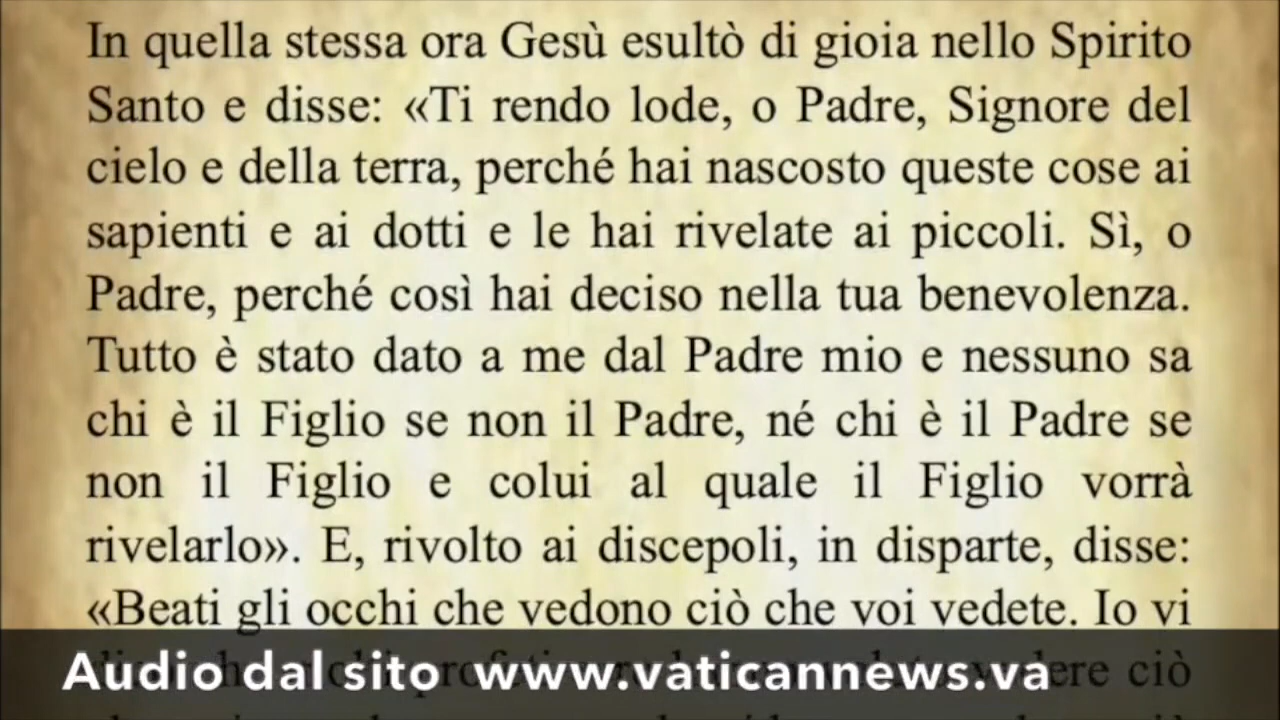 In quella stessa ora Gesù esultò di gioia nello Spirito
Santo e disse: «Ti rendo lode, o Padre, Signore del
cielo e della terra, perché hai nascosto queste cose ai
sapienti e ai dotti e le hai rivelate ai piccoli. Sì, o
Padre, perché così hai deciso nella tua benevolenza.
Tutto è stato dato a me dal Padre mio e nessuno sa
chi è il Figlio se non il Padre, né chi è il Padre se
non il Figlio e colui al quale il Figlio vorrà
rivelarlo». E, rivolto ai discepoli, in disparte, disse:
«Beati gli occhi che vedono ciò che voi vedete. Io vi
ciò
Audio dal sito www.vaticannews.va